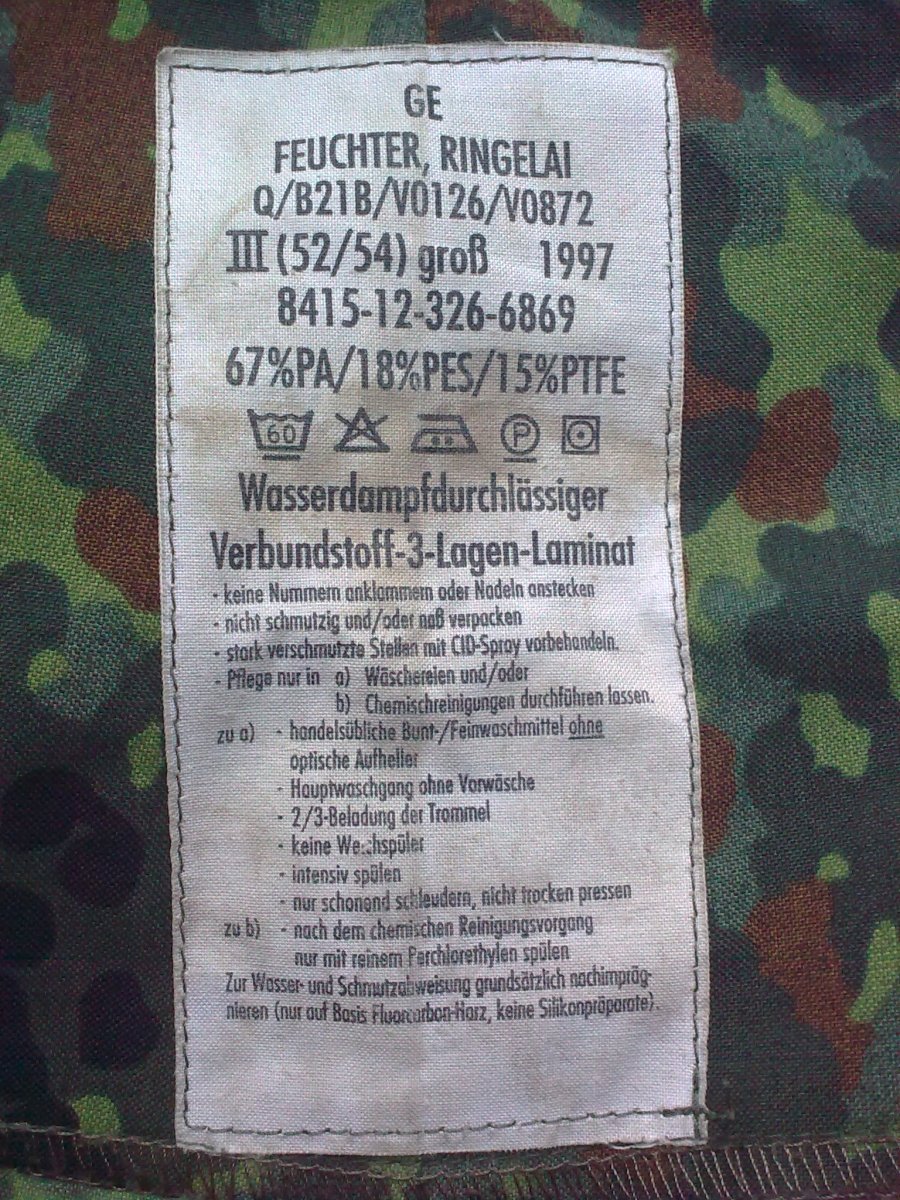 GE
FEUCHTER, RINGELAI
Q/B21B/V0126/V0872
III (52/54) groß 1997
8415-12-326-6869
67%PA/18%PES/15%PTFE
60 P
Wasserdampfdurchlässiger
Verbundstoff-3-Lagen-Laminat
- keine Nummern anklammern oder Nadeln anstecken
- nicht schmutzig und/oder naß verpacken
- stark verschmutzte Stellen mit CID-Spray vorbehandeln.
- Pflege nur in a) Wäschereien und/oder
b) Chemischreinigungen durchführen lassen.
zu a) - handelsübliche Bunt-/Feinwaschmittel ohne
optische Aufheller
- Hauptwaschgang ohne Vorwäsche
- 2/3-Beladung der Trommel
- keine Weichspüler
- intensiv spülen
- nur schonend schleudern, nicht trocken pressen
zu b) - nach dem chemischen Reinigungsvorgang
nur mit reinem Perchlorethylen spülen
Zur Wasser- und Schmutzabweisung grundsätzlich nachimpräg-
nieren (nur auf Basis Fluorcarbon-Harz, keine Silikonpräparate).